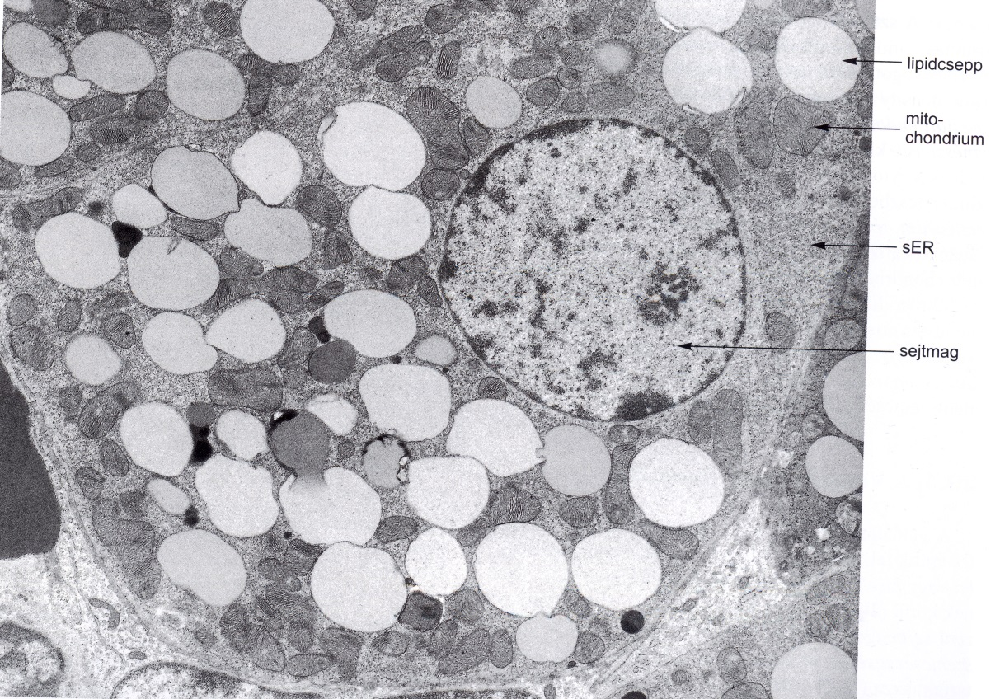 lipidcsepp
mito-
chondrium
sER
sejtmag